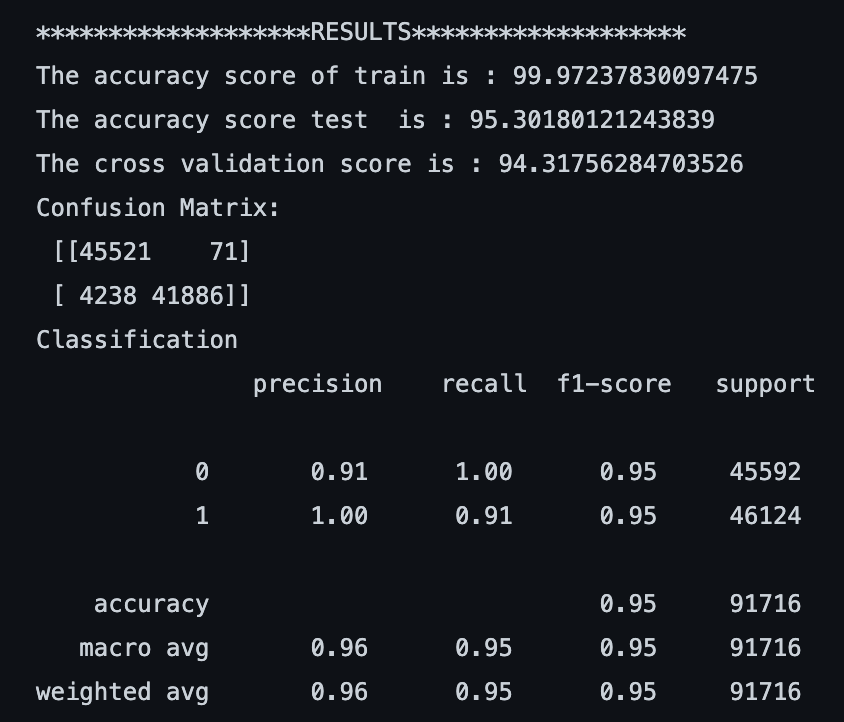 *******************RESULTS*******************
The accuracy score of train is : 99.97237830097475
The accuracy score test  is : 95.30180121243839
The cross validation score is : 94.31756284703526
Confusion Matrix:
 [[45521    71]
 [ 4238 41886]]
Classification
               precision    recall  f1-score   support

           0       0.91      1.00      0.95     45592
           1       1.00      0.91      0.95     46124

    accuracy                           0.95     91716
   macro avg       0.96      0.95      0.95     91716
weighted avg       0.96      0.95      0.95     91716